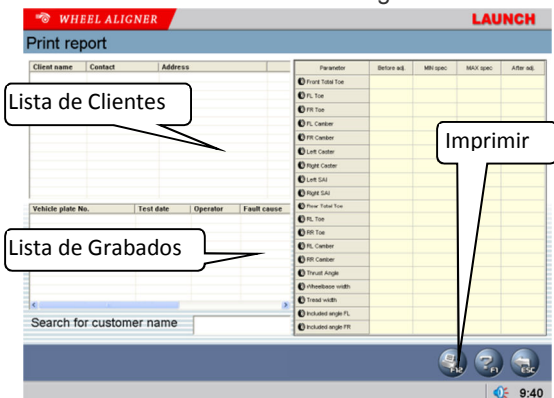 WHEEL ALIGNER
LAUNCH
Print report
Client name Contact Address
Lista de Clientes
Vehicle plate No. Test date Operator Fault cause
Lista de Grabados
Search for customer name
Parameter Before adj. MIN spec MAX spec After adj.
Front Total Toe
FL Toe
FR Toe
FL Camber
FR Camber
Left Caster
Right Caster
Left SAI
Right SAI
Rear Total Toe
RL Toe
RR Toe
RL Camber
RR Camber
Thrust Angle
Wheelbase width
Tread width
Included angle FL
Included angle FR
Imprimir
F12 F1 ESC
9:40